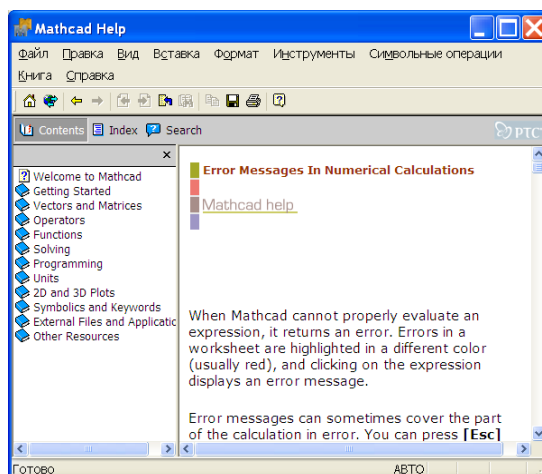 Mathcad Help
Файл Правка Вид Вставка Формат Инструменты Символьные операции
Книга Справка
Contents Index Search
PTC
Welcome to Mathcad
Getting Started
Vectors and Matrices
Operators
Functions
Solving
Programming
Units
2D and 3D Plots
Symbolics and Keywords
External Files and Applicatic
Other Resources
Error Messages In Numerical Calculations
Mathcad help
When Mathcad cannot properly evaluate an
expression, it returns an error. Errors in a
worksheet are highlighted in a different color
(usually red), and clicking on the expression
displays an error message.
Error messages can sometimes cover the part
of the calculation in error. You can press [Esc]
Готово
АВТО